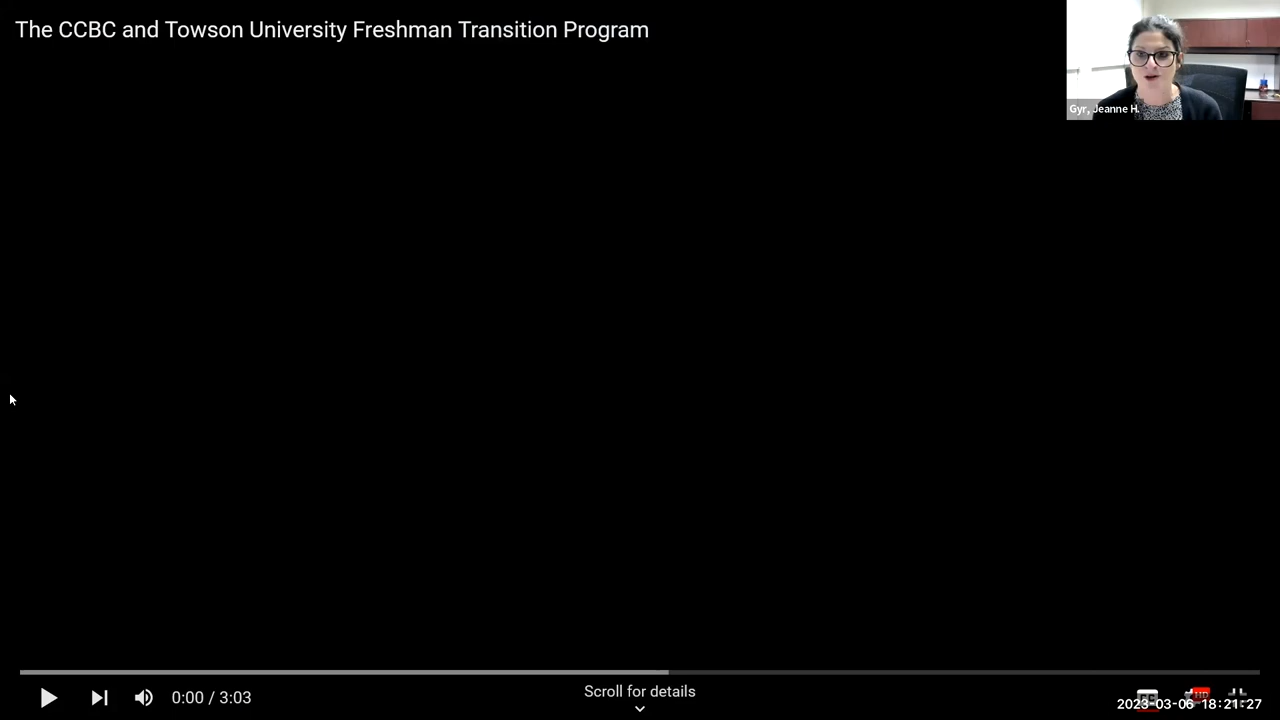 The CCBC and Towson University Freshman Transition Program
Gyr, Jeanne H.
0:00 / 3:03
Scroll for details
HD
2023-03-06 18:21:27